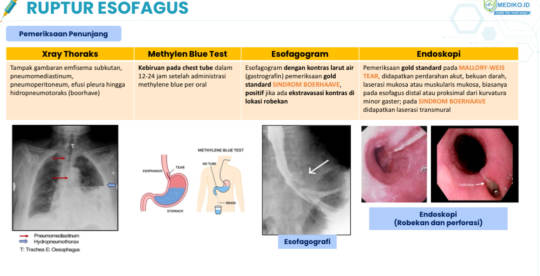 RUPTUR ESOFAGUS
MEDIKO.ID
Pemeriksaan Penunjang
Xray Thoraks
Tampak gambaran emfisema subkutan,
pneumomediastinum,
pneumoperitoneum, efusi pleura hingga
hidropneumotoraks (boorhave)
Methylen Blue Test
Kebiruan pada chest tube dalam
12-24 jam setelah administrasi
methylene blue per oral
Esofagogram
Esofagogram dengan kontras larut air
(gastrografin) pemeriksaan gold
standard SINDROM BOERHAAVE,
positif jika ada ekstravasasi kontras di
lokasi robekan
Endoskopi
Pemeriksaan gold standard pada MALLORY-WEIS
TEAR, didapatkan perdarahan akut, bekuan darah,
laserasi mukosa atau muskularis mukosa, biasanya
pada esofagus distal atau proksimal dari kurvatura
minor gaster; pada SINDROM BOERHAAVE
didapatkan laserasi transmural
Pneumomediastinum
Hydropneumothorax
T: Trachea E: Oesophagus
METHYLENE BLUE TEST
ESOPHAGUS
TEAR
STOMACH
NG TUBE
Esofagografi
Endoskopi
(Robekan dan perforasi)